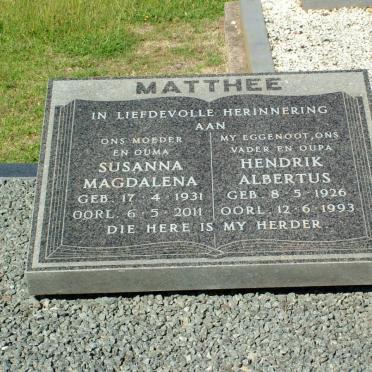 MATTHEE
IN LIEFDEVOLLE HERINNERING
AAN
ONS MOEDER
EN OUMA
SUSANNA
MAGDALENA
GEB. 17 - 4 - 1931
OORL. 6 - 5 - 2011
MY EGGENOOT, ONS
VADER EN OUPA
HENDRIK
ALBERTUS
GEB. 8 - 5 - 1926
OORL. 12 - 6 - 1993
DIE HERE IS MY HERDER